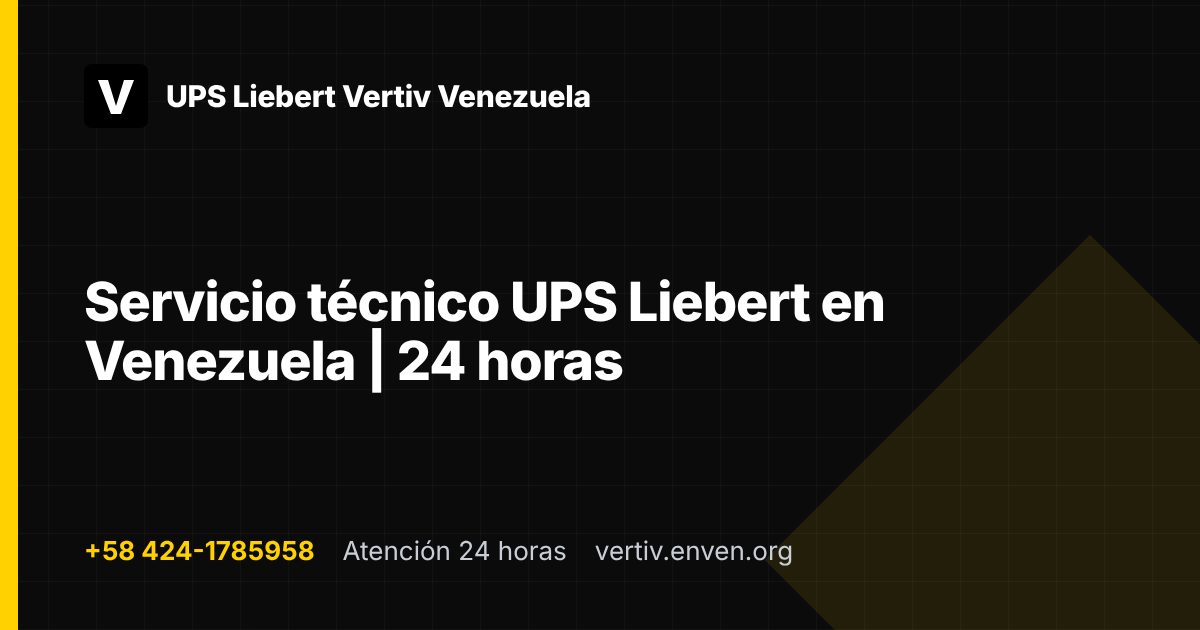 V
UPS Liebert Vertiv Venezuela
Servicio técnico UPS Liebert en
Venezuela | 24 horas
+58 424-1785958 Atención 24 horas vertiv.enven.org